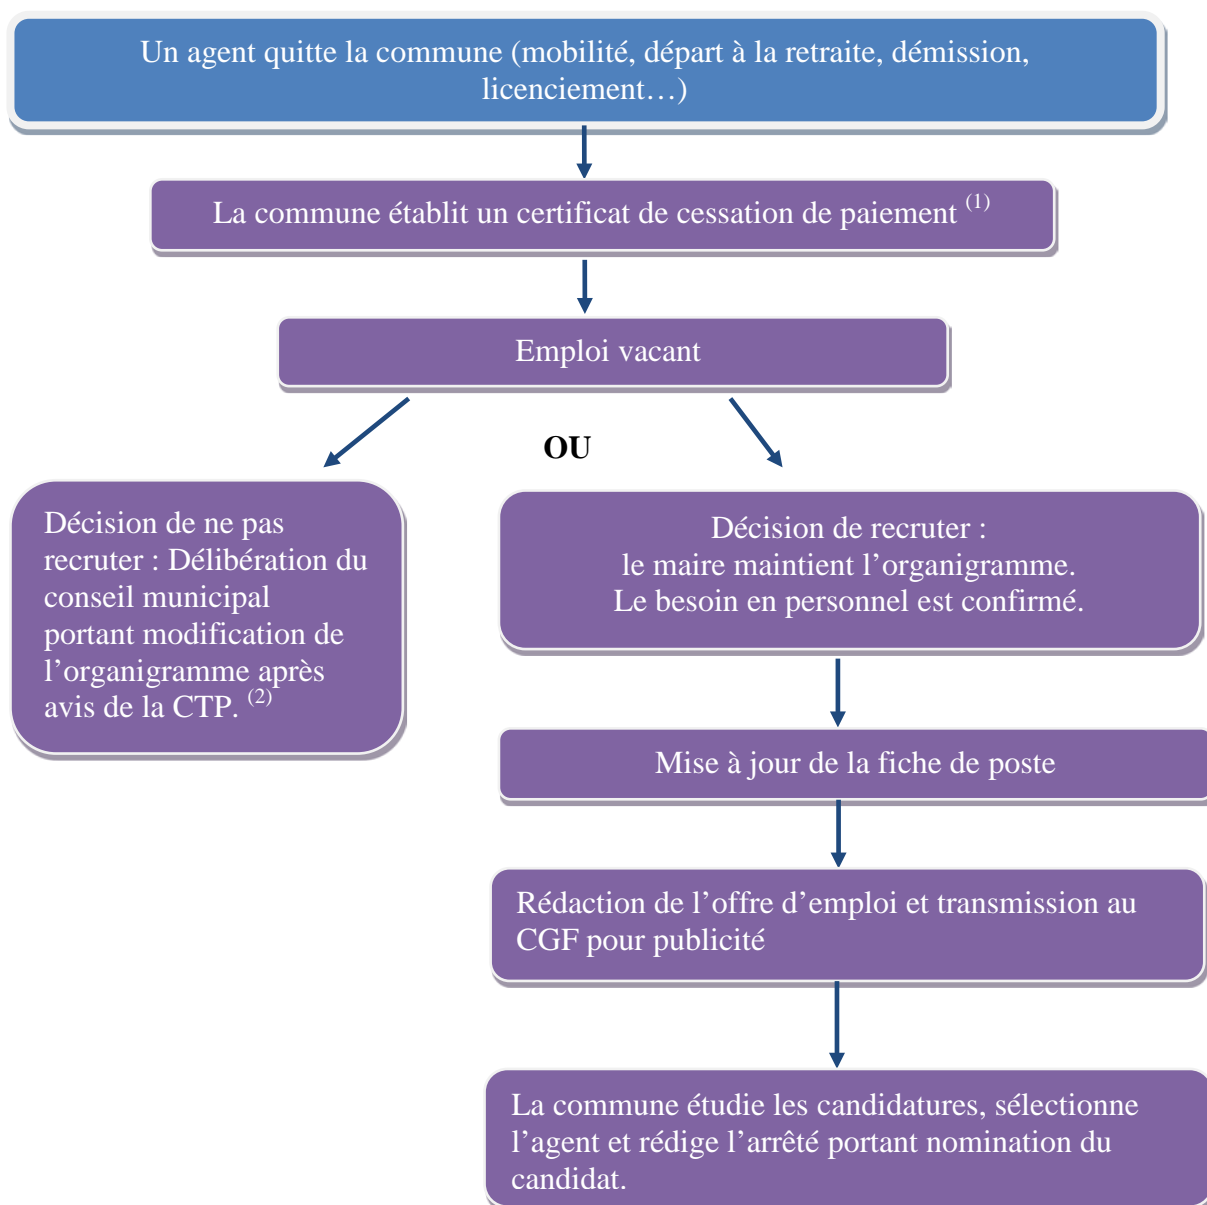 Un agent quitte la commune (mobilité, départ à la retraite, démission,
licenciement…)
La commune établit un certificat de cessation de paiement (1)
Emploi vacant
OU
Décision de ne pas
recruter : Délibération du
conseil municipal
portant modification de
l’organigramme après
avis de la CTP. (2)
Décision de recruter :
le maire maintient l’organigramme.
Le besoin en personnel est confirmé.
Mise à jour de la fiche de poste
Rédaction de l’offre d’emploi et transmission au
CGF pour publicité
La commune étudie les candidatures, sélectionne
l’agent et rédige l’arrêté portant nomination du
candidat.